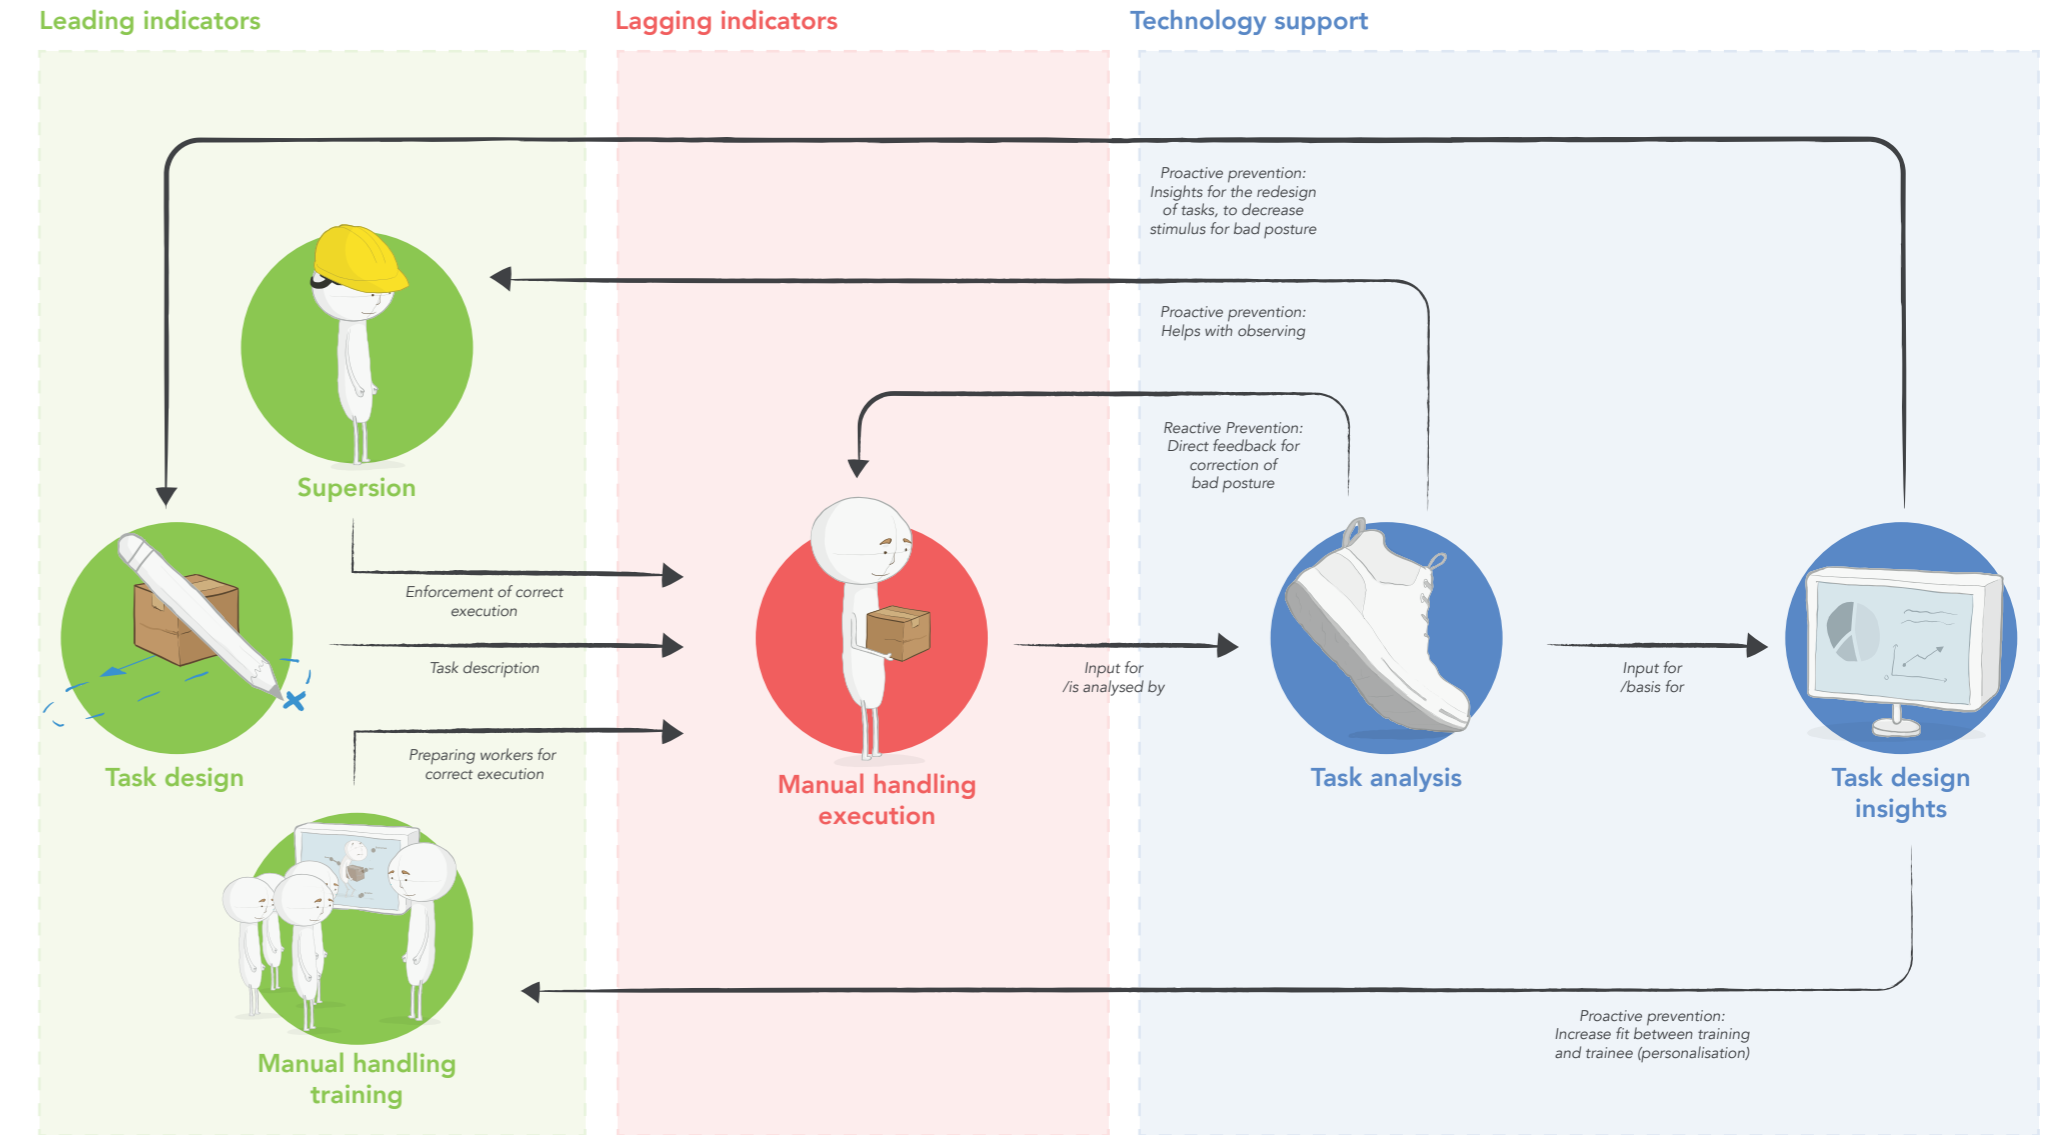 Leading indicators
Lagging indicators
Technology support
Proactive prevention:
Insights for the redesign
of tasks, to decrease
stimulus for bad posture
Proactive prevention:
Helps with observing
Reactive Prevention:
Direct feedback for
correction of
bad posture
Supersion
Enforcement of correct
execution
Task description
Input for
/is analysed by
Input for
/basis for
Preparing workers for
correct execution
Task design
Manual handling
execution
Task analysis
Task design
insights
Proactive prevention:
Increase fit between training
and trainee (personalisation)
Manual handling
training